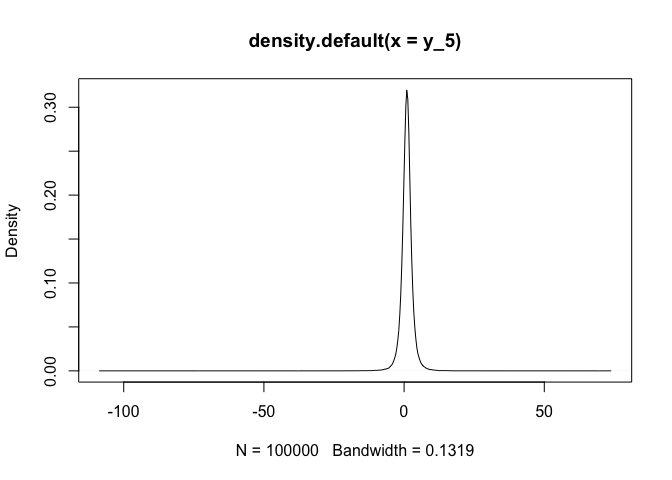 density.default(x = y_5)
Density
0.30
0.20
0.10
0.00
-100 -50 0 50
N = 100000 Bandwidth = 0.1319